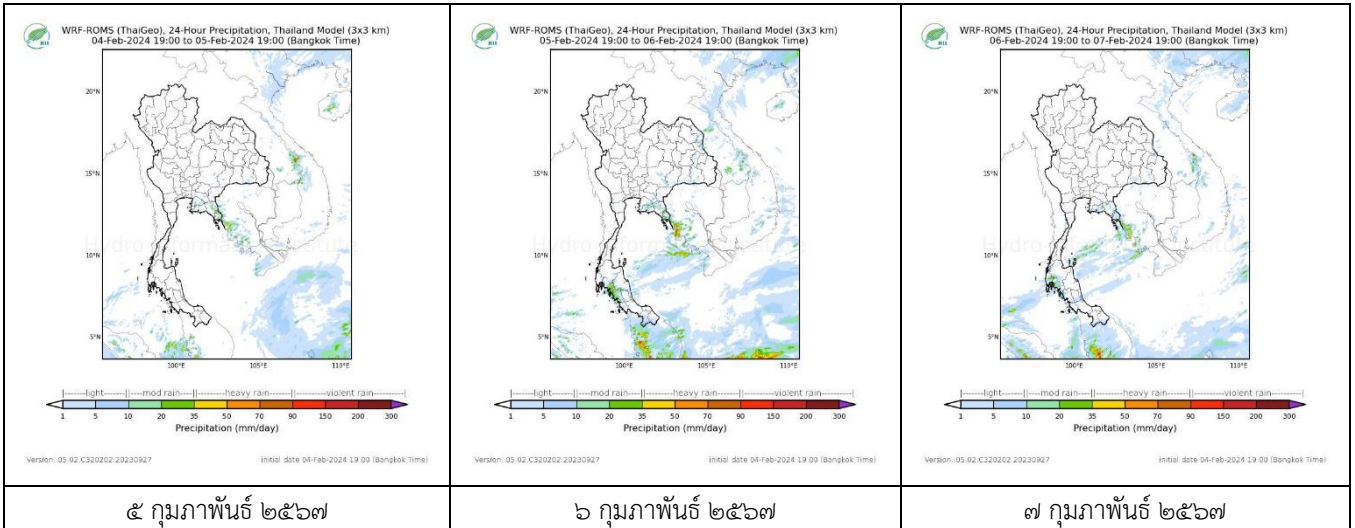 WRF-ROMS (ThaiGeo), 24-Hour Precipitation, Thailand Model (3x3 km)
04-Feb-2024 19:00 to 05-Feb-2024 19:00 (Bangkok Time)
HII
20°N
15°N
10°N
5°N
100°E 105°E 110°E
Hydro-Informatics Institute
light mod rain heavy rain violent rain
1 5 10 20 35 50 70 90 150 200 300
Precipitation (mm/day)
Version: 05.02.C320202.20230927 initial date 04-Feb-2024 19:00 (Bangkok Time)
๕ กุมภาพันธ์ ๒๕๖๗
WRF-ROMS (ThaiGeo), 24-Hour Precipitation, Thailand Model (3x3 km)
05-Feb-2024 19:00 to 06-Feb-2024 19:00 (Bangkok Time)
HII
20°N
15°N
10°N
5°N
100°E 105°E 110°E
Hydro-Informatics Institute
light mod rain heavy rain violent rain
1 5 10 20 35 50 70 90 150 200 300
Precipitation (mm/day)
Version: 05.02.C320202.20230927 initial date 04-Feb-2024 19:00 (Bangkok Time)
๖ กุมภาพันธ์ ๒๕๖๗
WRF-ROMS (ThaiGeo), 24-Hour Precipitation, Thailand Model (3x3 km)
06-Feb-2024 19:00 to 07-Feb-2024 19:00 (Bangkok Time)
HII
20°N
15°N
10°N
5°N
100°E 105°E 110°E
Hydro-Informatics Institute
light mod rain heavy rain violent rain
1 5 10 20 35 50 70 90 150 200 300
Precipitation (mm/day)
Version: 05.02.C320202.20230927 initial date 04-Feb-2024 19:00 (Bangkok Time)
๗ กุมภาพันธ์ ๒๕๖๗